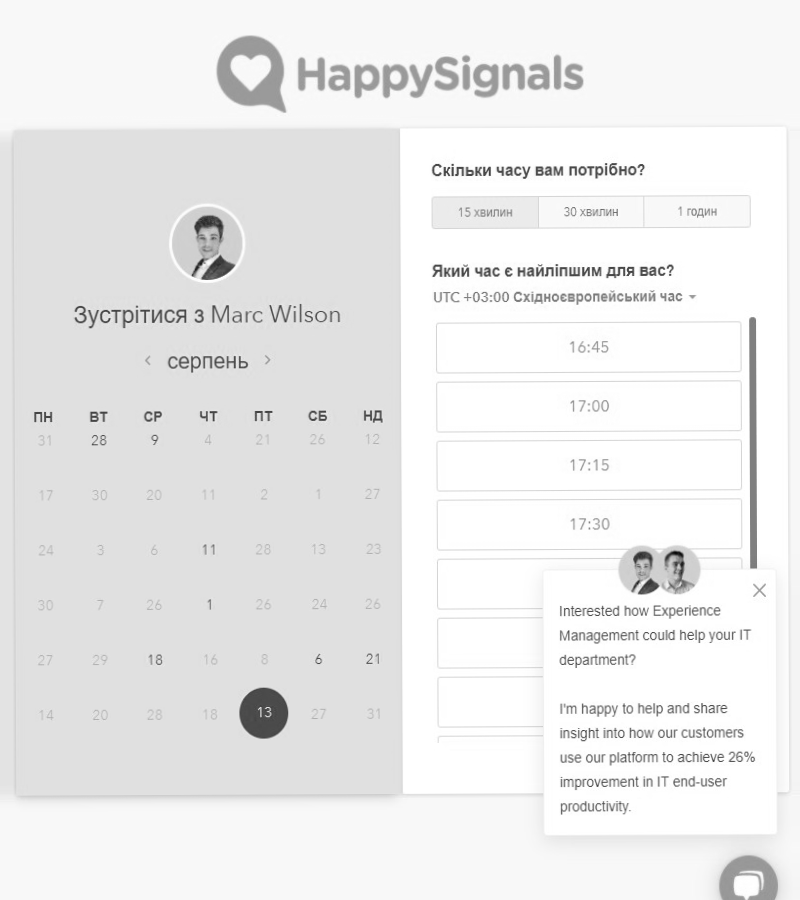 HappySignals
Зустрітися з Marc Wilson
серпень
ПН ВТ СР ЧТ ПТ СБ НД
31 28 9 4 21 26 12
17 30 20 11 2 1 27
24 3 6 11 28 13 23
30 7 26 1 26 24 26
27 29 18 16 8 6 21
14 20 28 18 13 27 31
Скільки часу вам потрібно?
15 хвилин 30 хвилин 1 годин
Який час є найліпшим для вас?
UTC +03:00 Східноєвропейський час
16:45
17:00
17:15
17:30
Interested how Experience
Management could help your IT
department?
I'm happy to help and share
insight into how our customers
use our platform to achieve 26%
improvement in IT end-user
productivity.